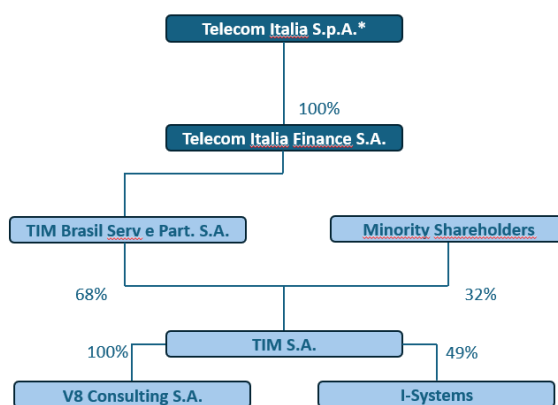 Telecom Italia S.p.A.*
100%
Telecom Italia Finance S.A.
TIM Brasil Serv e Part. S.A.
Minority Shareholders
68%
32%
TIM S.A.
100%
49%
V8 Consulting S.A.
I-Systems